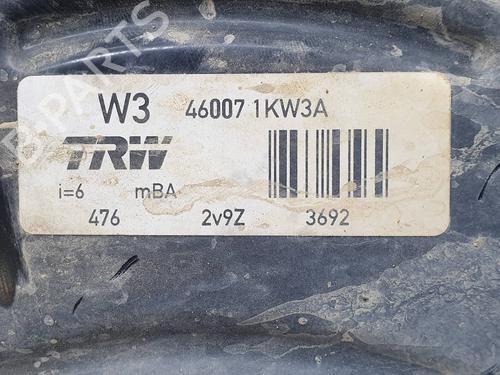 B-PARTS
W3 46007 1KW3A
TRW
i=6 mBA
476 2v9Z 3692